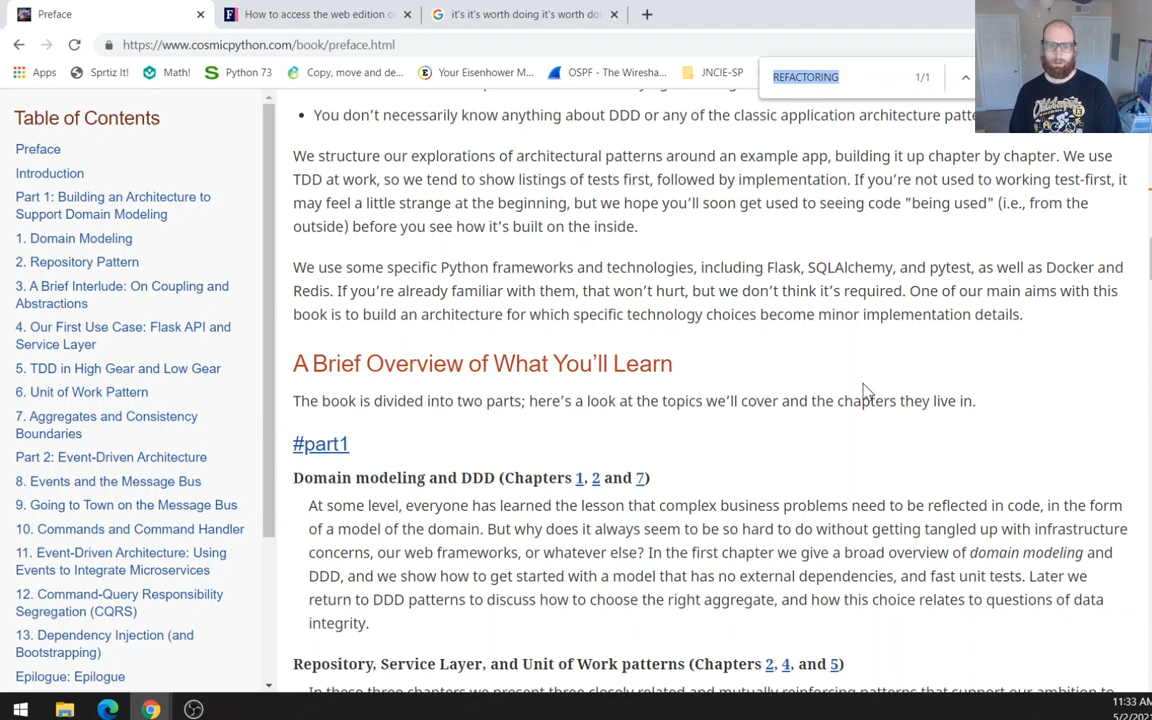 Preface
How to access the web edition o
it's it's worth doing it's worth do
https://www.cosmicpython.com/book/preface.html
Apps
Sprtiz It!
Math!
Python 73
Copy, move and de...
Your Eisenhower M...
OSPF - The Wiresha...
JNCIE-SP
REFACTORING
1/1
Table of Contents
Preface
Introduction
Part 1: Building an Architecture to
Support Domain Modeling
1. Domain Modeling
2. Repository Pattern
3. A Brief Interlude: On Coupling and
Abstractions
4. Our First Use Case: Flask API and
Service Layer
5. TDD in High Gear and Low Gear
6. Unit of Work Pattern
7. Aggregates and Consistency
Boundaries
Part 2: Event-Driven Architecture
8. Events and the Message Bus
9. Going to Town on the Message Bus
10. Commands and Command Handler
11. Event-Driven Architecture: Using
Events to Integrate Microservices
12. Command-Query Responsibility
Segregation (CQRS)
13. Dependency Injection (and
Bootstrapping)
Epilogue: Epilogue
• You don't necessarily know anything about DDD or any of the classic application architecture patte
We structure our explorations of architectural patterns around an example app, building it up chapter by chapter. We use
TDD at work, so we tend to show listings of tests first, followed by implementation. If you're not used to working test-first, it
may feel a little strange at the beginning, but we hope you'll soon get used to seeing code "being used" (i.e., from the
outside) before you see how it's built on the inside.
We use some specific Python frameworks and technologies, including Flask, SQLAlchemy, and pytest, as well as Docker and
Redis. If you're already familiar with them, that won't hurt, but we don't think it's required. One of our main aims with this
book is to build an architecture for which specific technology choices become minor implementation details.
A Brief Overview of What You'll Learn
The book is divided into two parts; here's a look at the topics we'll cover and the chapters they live in.
#part1
Domain modeling and DDD (Chapters 1, 2 and 7)
At some level, everyone has learned the lesson that complex business problems need to be reflected in code, in the form
of a model of the domain. But why does it always seem to be so hard to do without getting tangled up with infrastructure
concerns, our web frameworks, or whatever else? In the first chapter we give a broad overview of domain modeling and
DDD, and we show how to get started with a model that has no external dependencies, and fast unit tests. Later we
return to DDD patterns to discuss how to choose the right aggregate, and how this choice relates to questions of data
integrity.
Repository, Service Layer, and Unit of Work patterns (Chapters 2, 4, and 5)
In these three chapters we present three closely related and mutually reinforcing patterns that support our ambition to
11:33 AM
5/2/202